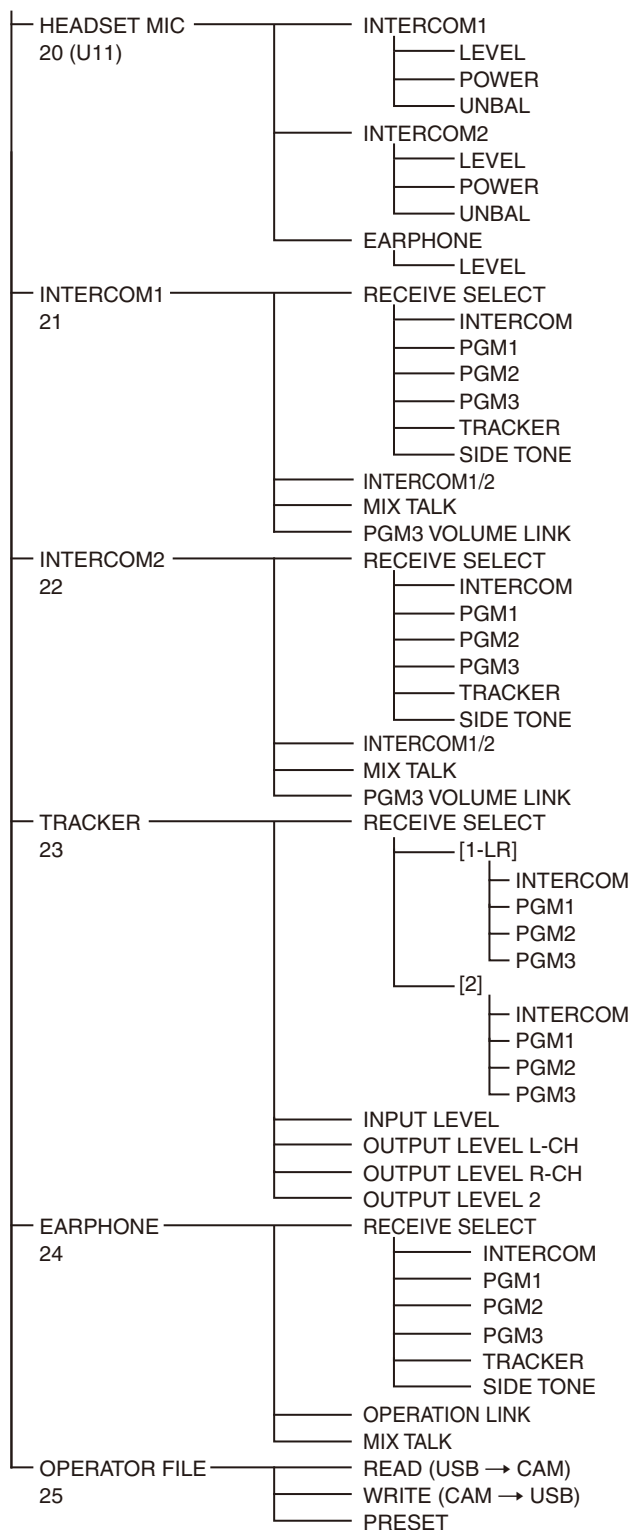 HEADSET MIC
20 (U11)
INTERCOM1
LEVEL
POWER
UNBAL
INTERCOM2
LEVEL
POWER
UNBAL
EARPHONE
LEVEL
INTERCOM1
21
RECEIVE SELECT
INTERCOM
PGM1
PGM2
PGM3
TRACKER
SIDE TONE
INTERCOM1/2
MIX TALK
PGM3 VOLUME LINK
INTERCOM2
22
RECEIVE SELECT
INTERCOM
PGM1
PGM2
PGM3
TRACKER
SIDE TONE
INTERCOM1/2
MIX TALK
PGM3 VOLUME LINK
TRACKER
23
RECEIVE SELECT
[1-LR]
INTERCOM
PGM1
PGM2
PGM3
[2]
INTERCOM
PGM1
PGM2
PGM3
INPUT LEVEL
OUTPUT LEVEL L-CH
OUTPUT LEVEL R-CH
OUTPUT LEVEL 2
EARPHONE
24
RECEIVE SELECT
INTERCOM
PGM1
PGM2
PGM3
TRACKER
SIDE TONE
OPERATION LINK
MIX TALK
OPERATOR FILE
25
READ (USB → CAM)
WRITE (CAM → USB)
PRESET